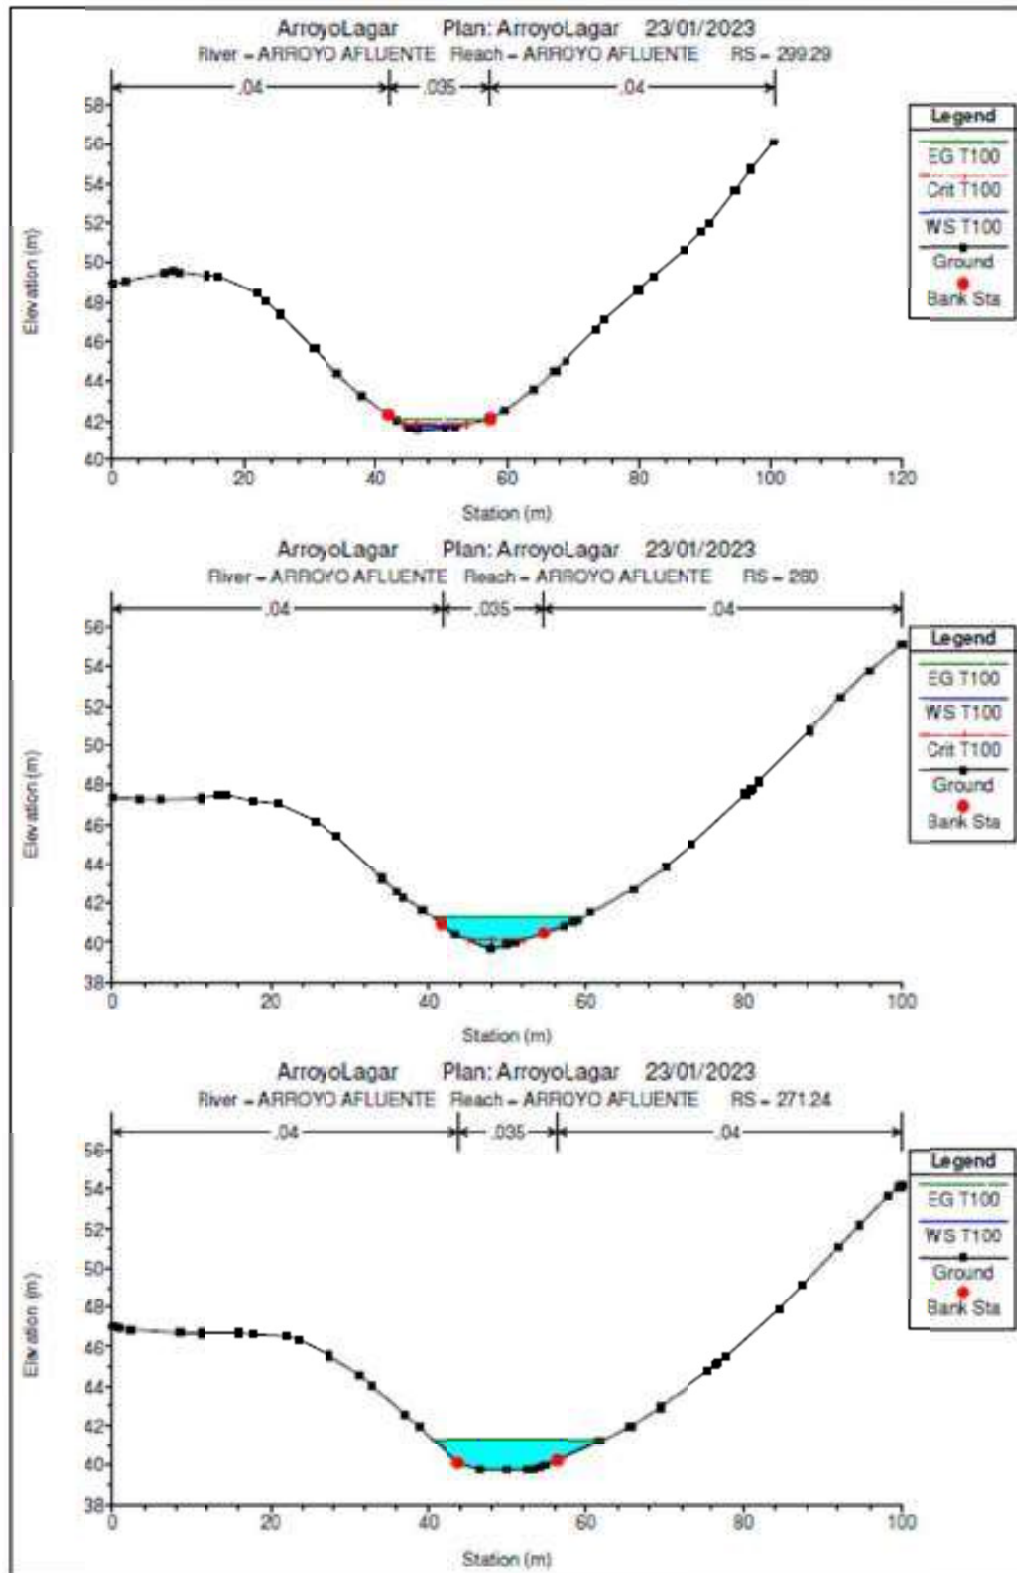 ArroyoLagar Plan: ArroyoLagar 23/01/2023
River = ARROYO AFLUENTE Reach = ARROYO AFLUENTE RS = 299.29
.04 .035 .04
58
56
54
52
50
48
46
44
42
40
Elevation (m)
0 20 40 60 80 100 120
Station (m)
Legend
EG T100
Crit T100
WS T100
Ground
Bank Sta
ArroyoLagar Plan: ArroyoLagar 23/01/2023
River = ARROYO AFLUENTE Reach = ARROYO AFLUENTE RS = 280
.04 .035 .04
56
54
52
50
48
46
44
42
40
38
Elevation (m)
0 20 40 60 80 100
Station (m)
Legend
EG T100
WS T100
Crit T100
Ground
Bank Sta
ArroyoLagar Plan: ArroyoLagar 23/01/2023
River = ARROYO AFLUENTE Reach = ARROYO AFLUENTE RS = 271.24
.04 .035 .04
56
54
52
50
48
46
44
42
40
38
Elevation (m)
0 20 40 60 80 100
Station (m)
Legend
EG T100
WS T100
Ground
Bank Sta